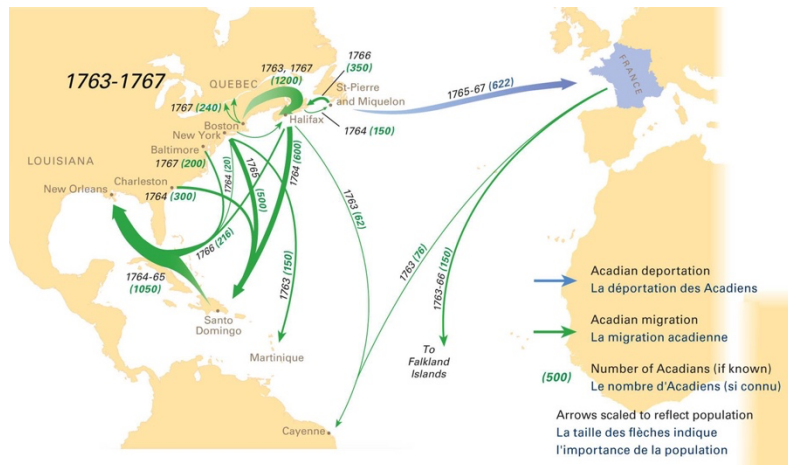 1763-1767
QUEBEC
1763, 1767
(1200)
1766
(350)
St-Pierre
and Miquelon
1765-67 (622)
FRANCE
1767 (240)
Boston
New York
Halifax
1764 (150)
Baltimore
1767 (200)
LOUISIANA
Charleston
1764 (300)
New Orleans
1764 (20)
1765
(500)
1764 (600)
1766 (216)
1763 (62)
1763 (150)
1763 (76)
1763-66 (150)
1764-65
(1050)
Santo
Domingo
Martinique
To
Falkland
Islands
Cayenne
Acadian deportation
La déportation des Acadiens
Acadian migration
La migration acadienne
(500)
Number of Acadians (if known)
Le nombre d'Acadiens (si connu)
Arrows scaled to reflect population
La taille des flèches indique
l'importance de la population